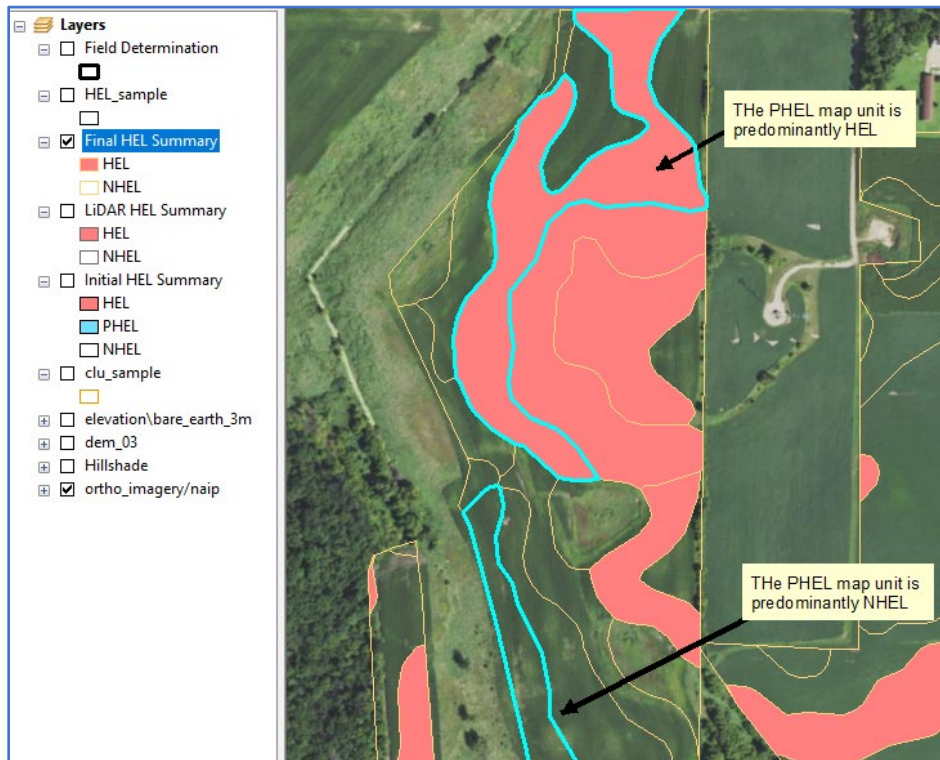 Layers
Field Determination
HEL_sample
Final HEL Summary
HEL
NHEL
LiDAR HEL Summary
HEL
NHEL
Initial HEL Summary
HEL
PHEL
NHEL
clu_sample
elevation\bare_earth_3m
dem_03
Hillshade
ortho_imagery/naip
THe PHEL map unit is
predominantly HEL
THe PHEL map unit is
predominantly NHEL